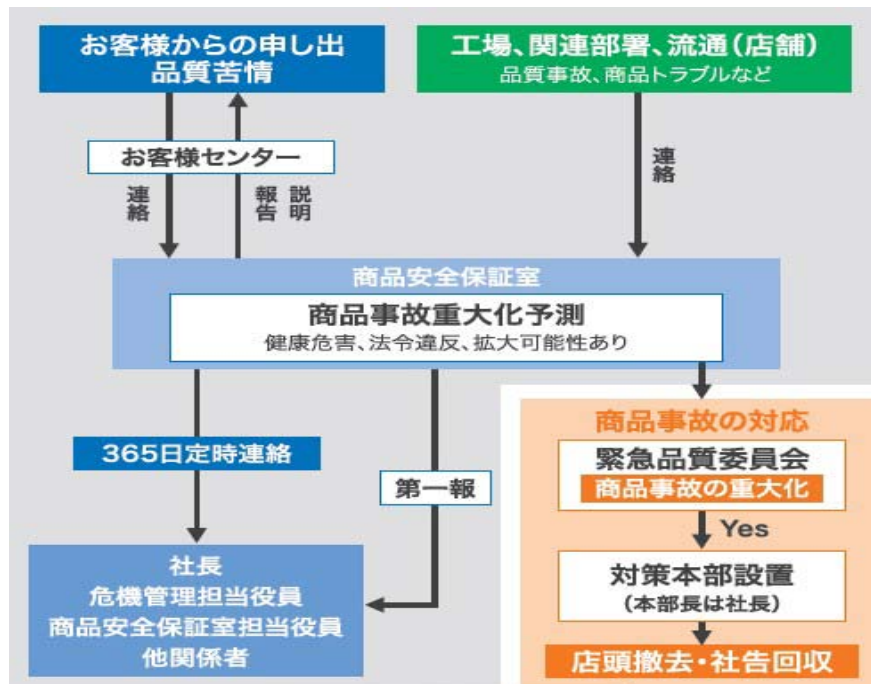 お客様からの申し出
品質苦情
工場、関連部署、流通(店舗)
品質事故、商品トラブルなど
お客様センター
連絡
報告
説明
連絡
商品安全保証室
商品事故重大化予測
健康危害、法令違反、拡大可能性あり
365日定時連絡
第一報
社長
危機管理担当役員
商品安全保証室担当役員
他関係者
商品事故の対応
緊急品質委員会
商品事故の重大化
Yes
対策本部設置
(本部長は社長)
店頭撤去・社告回収